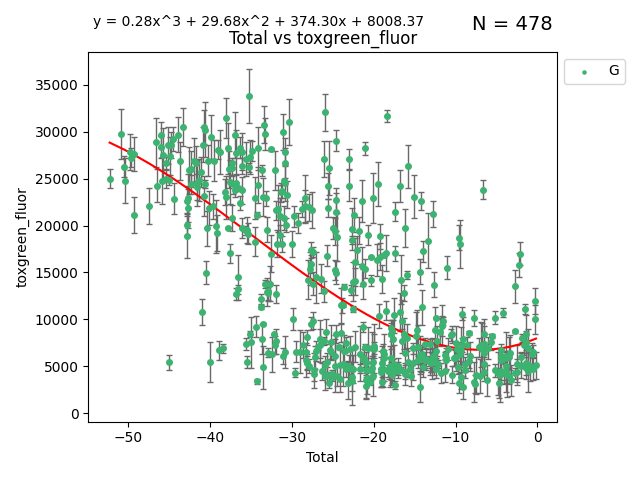 y = 0.28x^3 + 29.68x^2 + 374.30x + 8008.37
N = 478
Total vs toxgreen_fluor
G
toxgreen_fluor
35000
30000
25000
20000
15000
10000
5000
0
−50 −40 −30 −20 −10 0
Total